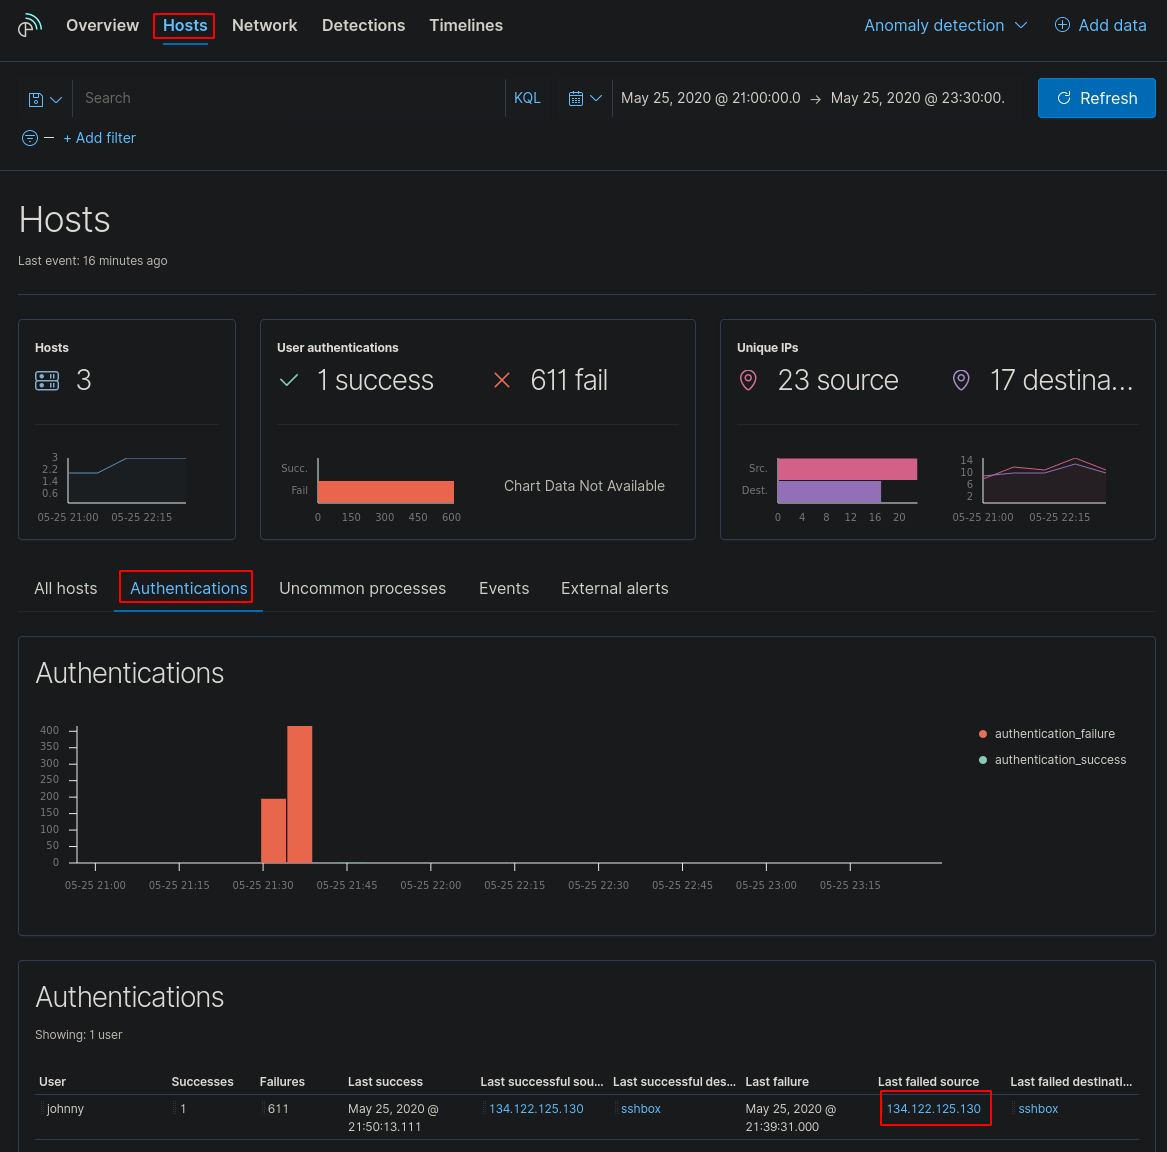 Overview Hosts Network Detections Timelines Anomaly detection Add data
Search KQL May 25, 2020 @ 21:00:00.0 → May 25, 2020 @ 23:30:00. Refresh
+ Add filter
Hosts
Last event: 16 minutes ago
Hosts
3
3
2.2
1.4
0.6
05-25 21:00 05-25 22:15
User authentications
1 success 611 fail
Succ.
Fail
0 150 300 450 600
Chart Data Not Available
Unique IPs
23 source 17 destina...
Src.
Dest.
0 4 8 12 16 20
14
10
6
2
05-25 21:00 05-25 22:15
All hosts Authentications Uncommon processes Events External alerts
Authentications
400
350
300
250
200
150
100
50
0
05-25 21:00 05-25 21:15 05-25 21:30 05-25 21:45 05-25 22:00 05-25 22:15 05-25 22:30 05-25 22:45 05-25 23:00 05-25 23:15
authentication_failure
authentication_success
Authentications
Showing: 1 user
User Successes Failures Last success Last successful sou... Last successful des... Last failure Last failed source Last failed destinati...
johnny 1 611 May 25, 2020 @ 134.122.125.130 sshbox May 25, 2020 @ 134.122.125.130 sshbox
21:50:13.111 21:39:31.000